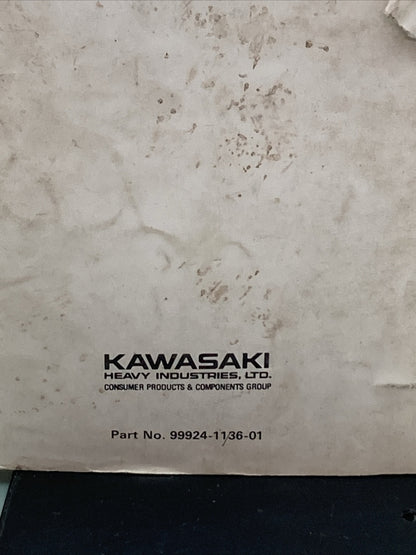 KAWASAKI
HEAVY INDUSTRIES, LTD.
CONSUMER PRODUCTS & COMPONENTS GROUP
Part No. 99924-1136-01